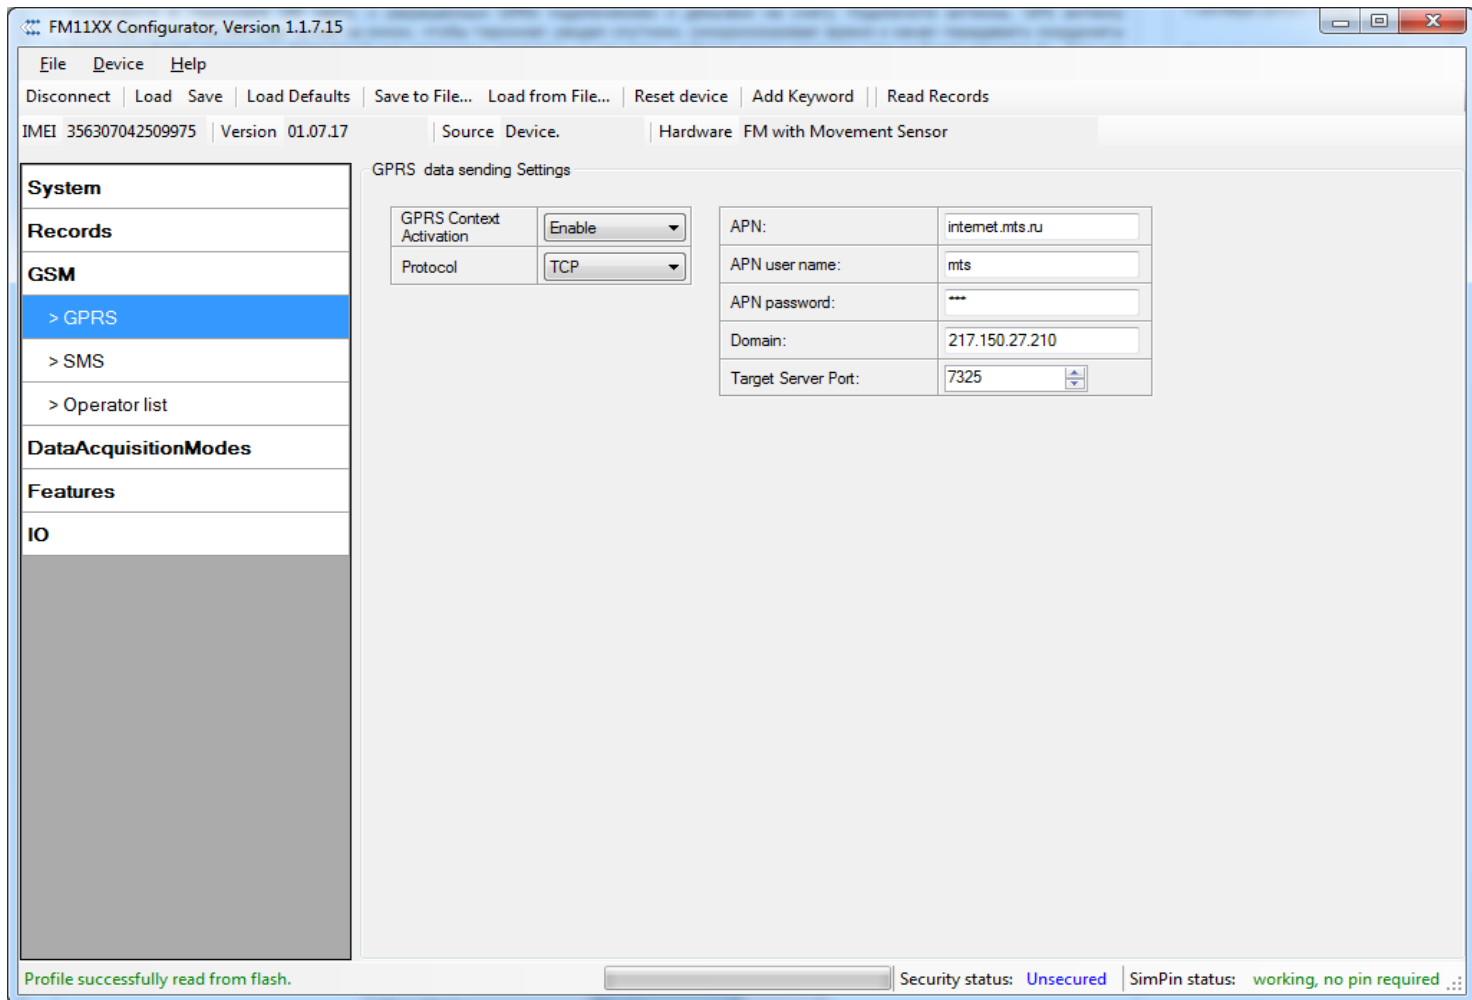 FM11XX Configurator, Version 1.1.7.15
File Device Help
Disconnect Load Save Load Defaults Save to File... Load from File... Reset device Add Keyword Read Records
IMEI 356307042509975 Version 01.07.17 Source Device. Hardware FM with Movement Sensor
System
Records
GSM
> GPRS
> SMS
> Operator list
DataAcquisitionModes
Features
IO
GPRS data sending Settings
GPRS Context
Activation
Enable
Protocol TCP
APN: internet.mts.ru
APN user name: mts
APN password: ***
Domain: 217.150.27.210
Target Server Port: 7325
Profile successfully read from flash.
Security status: Unsecured SimPin status: working, no pin required